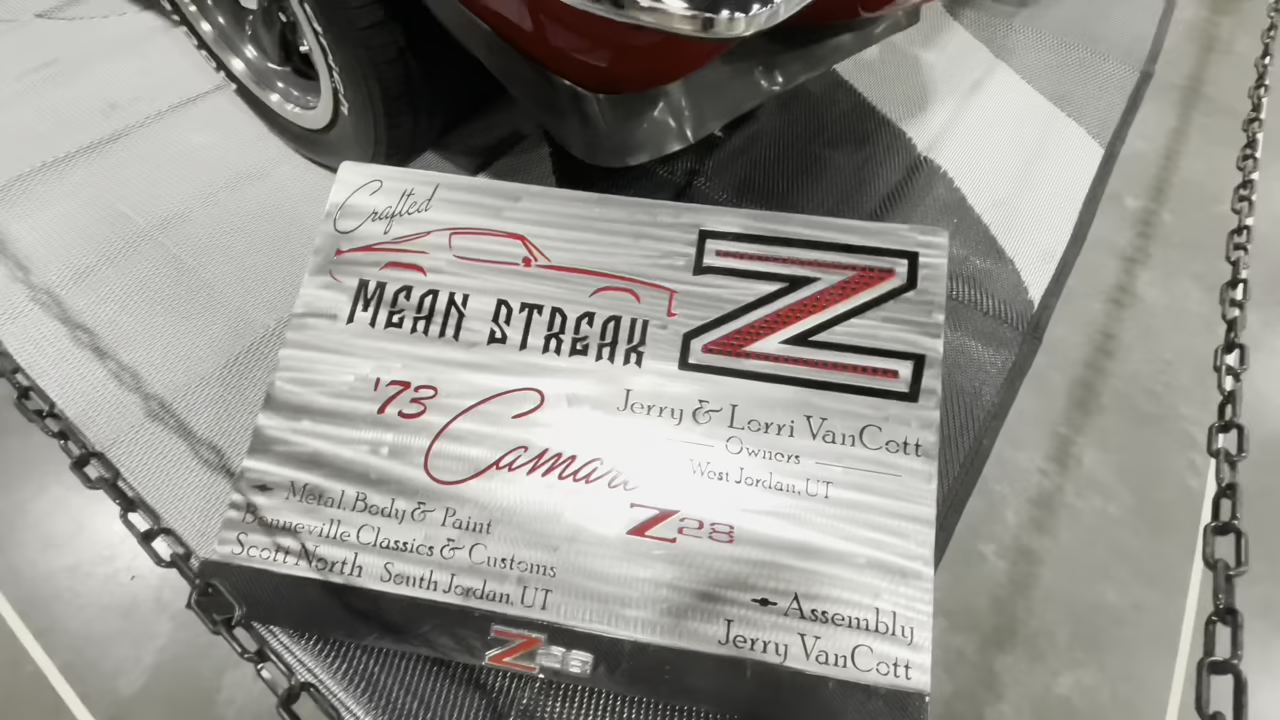 Crafted
MEAN STREAK
Z
'73
Camaro
Z28
Jerry & Lorri VanCott
Owners
West Jordan, UT
Metal, Body & Paint
Bonneville Classics & Customs
Scott North South Jordan, UT
Assembly
Jerry VanCott
Z28